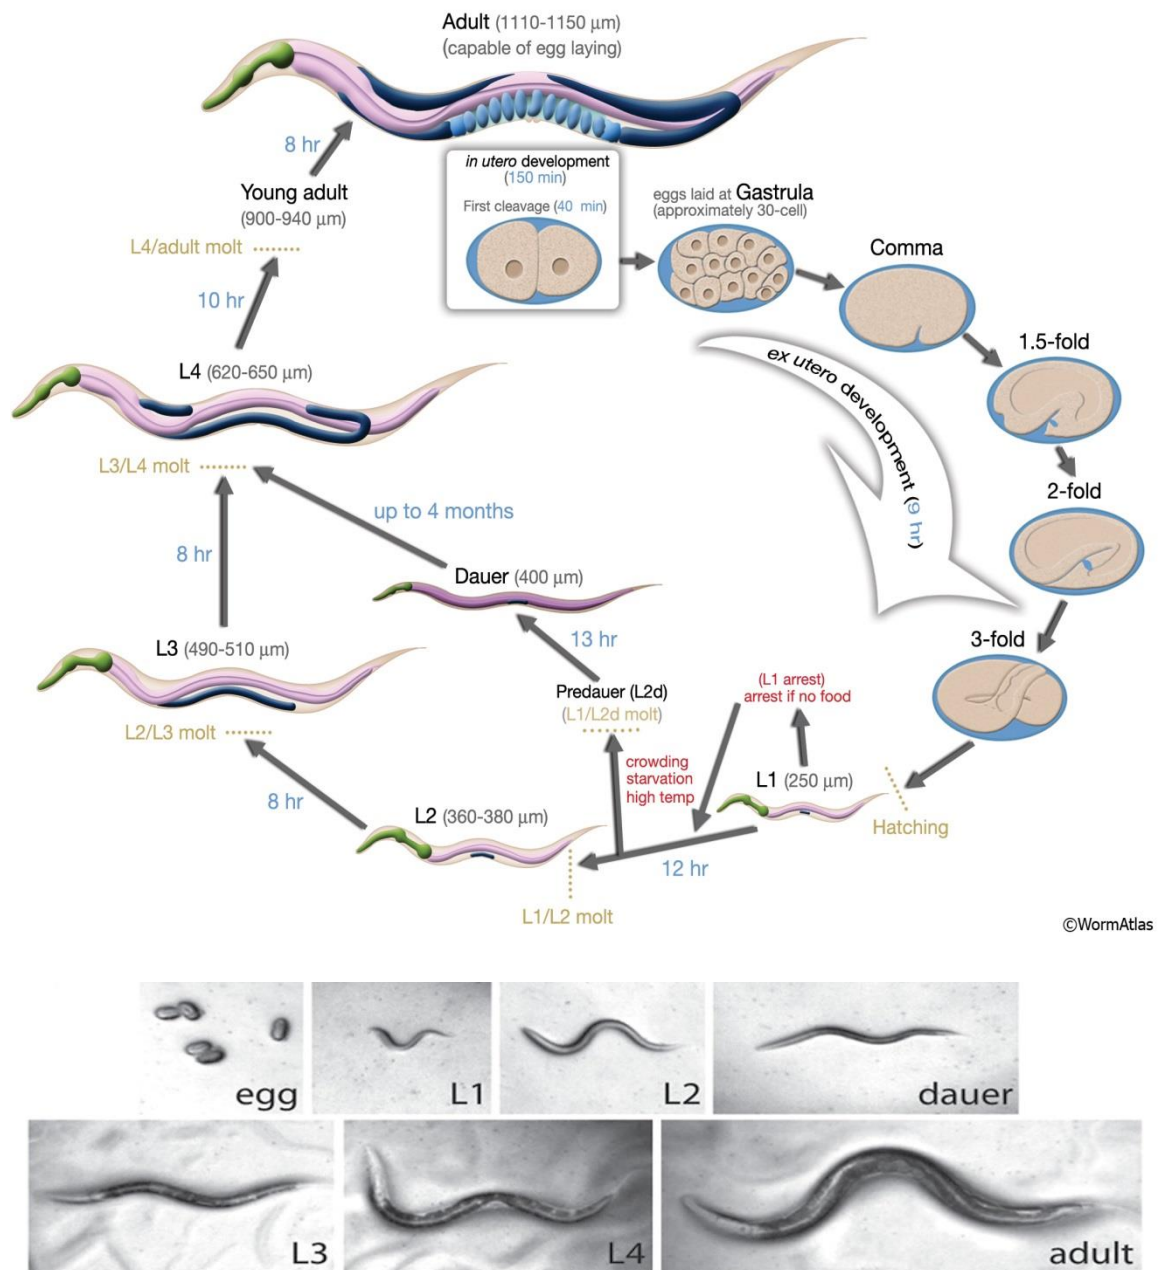 Adult (1110-1150 μm)
(capable of egg laying)
8 hr
in utero development
(150 min)
First cleavage (40 min)
eggs laid at Gastrula
(approximately 30-cell)
Comma
Young adult
(900-940 μm)
L4/adult molt
10 hr
1.5-fold
ex utero development (9 hr)
L4 (620-650 μm)
L3/L4 molt
2-fold
up to 4 months
8 hr
Dauer (400 μm)
13 hr
3-fold
L3 (490-510 μm)
Predauer (L2d)
(L1/L2d molt)
(L1 arrest)
arrest if no food
L2/L3 molt
crowding
starvation
high temp
L1 (250 μm)
8 hr
L2 (360-380 μm)
Hatching
12 hr
L1/L2 molt
©WormAtlas
egg
L1
L2
dauer
L3
L4
adult